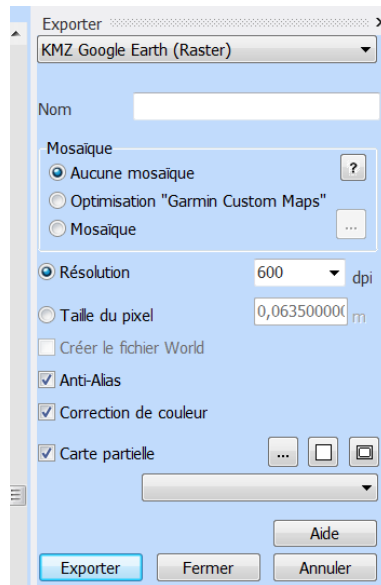 Exporter
KMZ Google Earth (Raster)
Nom
Mosaïque
Aucune mosaïque
?
Optimisation "Garmin Custom Maps"
Mosaïque
...
Résolution
600
dpi
Taille du pixel
0,06350000(
m
Créer le fichier World
Anti-Alias
Correction de couleur
Carte partielle
...
Aide
Exporter
Fermer
Annuler